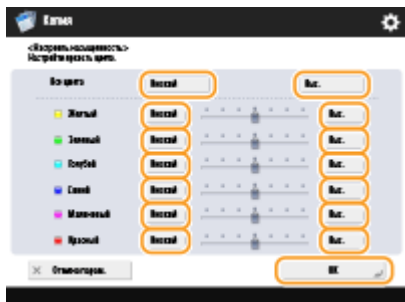 Копия
<Настроить насыщенность>
Настройте яркость цвета.
Все цвета Низкий Выс.
Желтый Низкий Выс.
Зеленый Низкий Выс.
Голубой Низкий Выс.
Синий Низкий Выс.
Малиновый Низкий Выс.
Красный Низкий Выс.
Отмена парам. OK